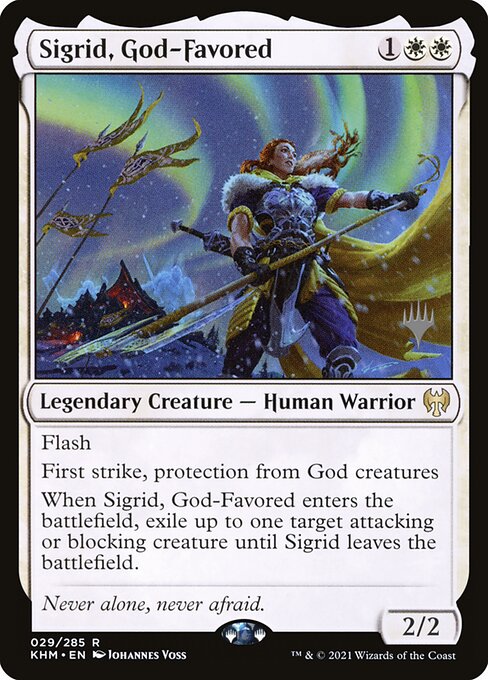 Sigrid, God-Favored 1
Legendary Creature — Human Warrior
Flash
First strike, protection from God creatures
When Sigrid, God-Favored enters the
battlefield, exile up to one target attacking
or blocking creature until Sigrid leaves the
battlefield.
Never alone, never afraid.
2/2
029/285 R
KHM • EN Johannes Voss
™ & © 2021 Wizards of the Coast